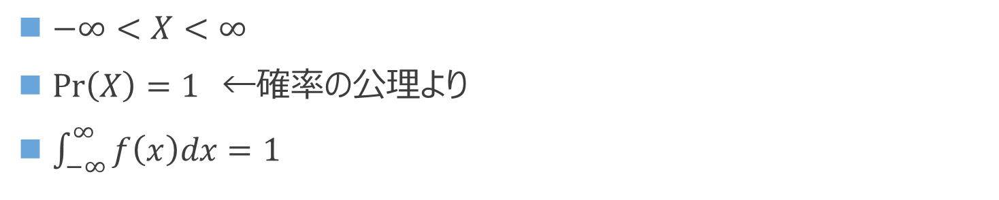 ■ −∞ < X < ∞
■ Pr(X) = 1 ←確率の公理より
■ ∫_{−∞}^{∞} f(x)dx = 1